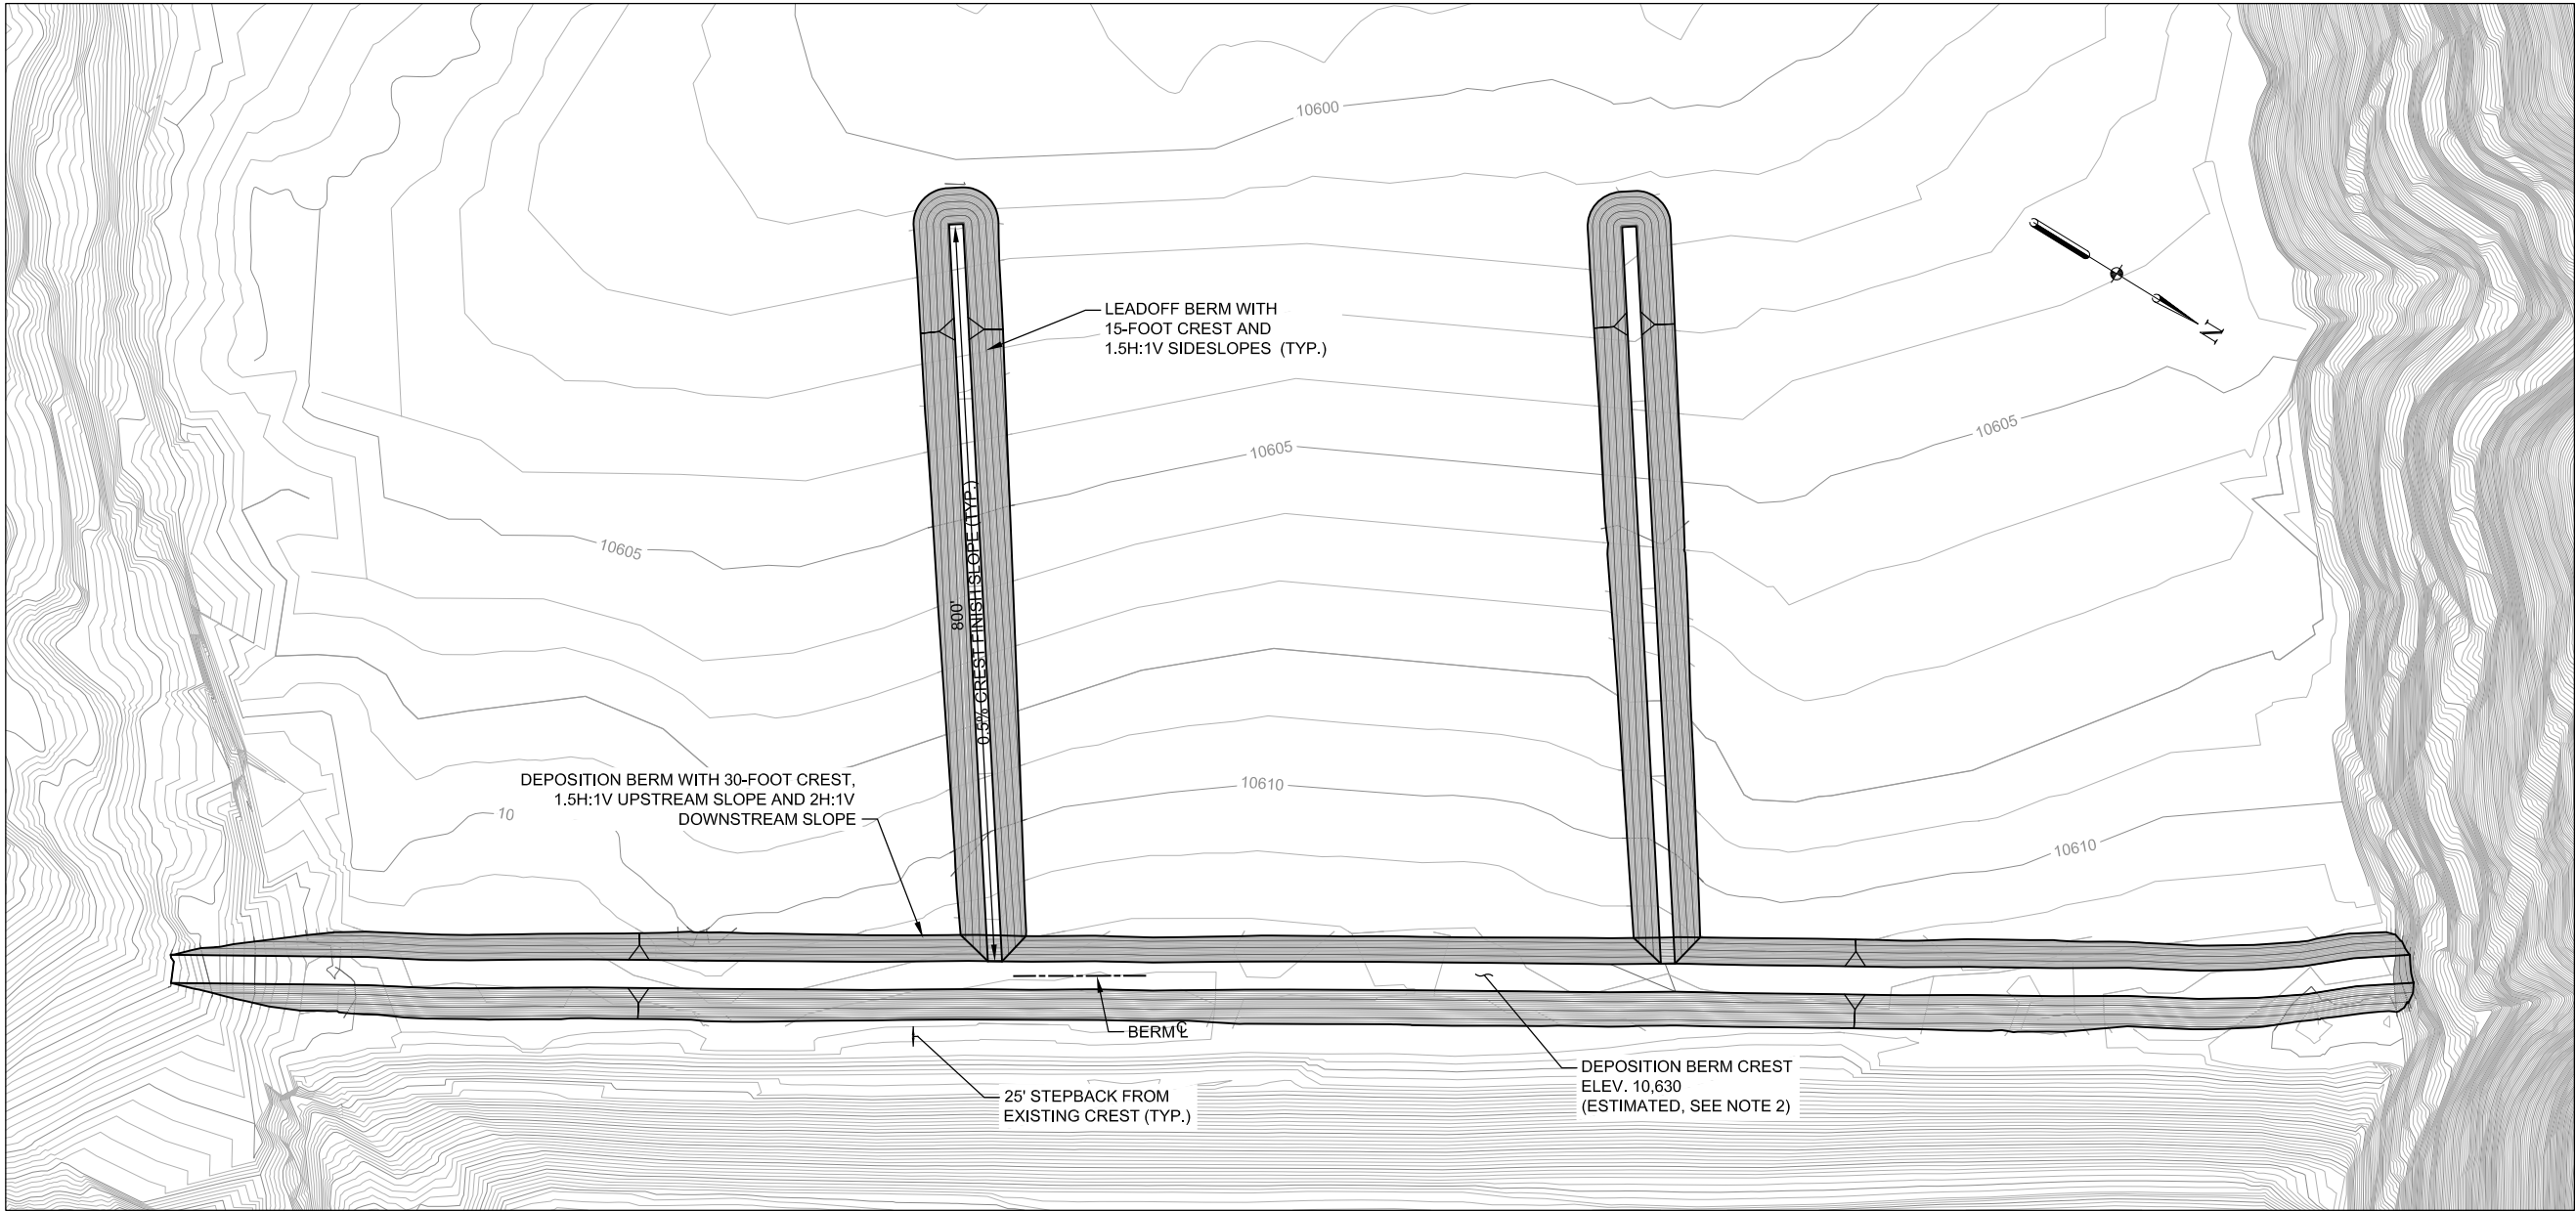 10600
LEADOFF BERM WITH
15-FOOT CREST AND
1.5H:1V SIDESLOPES (TYP.)
N
10605
10605
10605
800'
0.5% CREST FINISH SLOPE (TYP.)
DEPOSITION BERM WITH 30-FOOT CREST,
1.5H:1V UPSTREAM SLOPE AND 2H:1V
DOWNSTREAM SLOPE
10610
10
10610
BERM ℄
25' STEPBACK FROM
EXISTING CREST (TYP.)
DEPOSITION BERM CREST
ELEV. 10,630
(ESTIMATED, SEE NOTE 2)